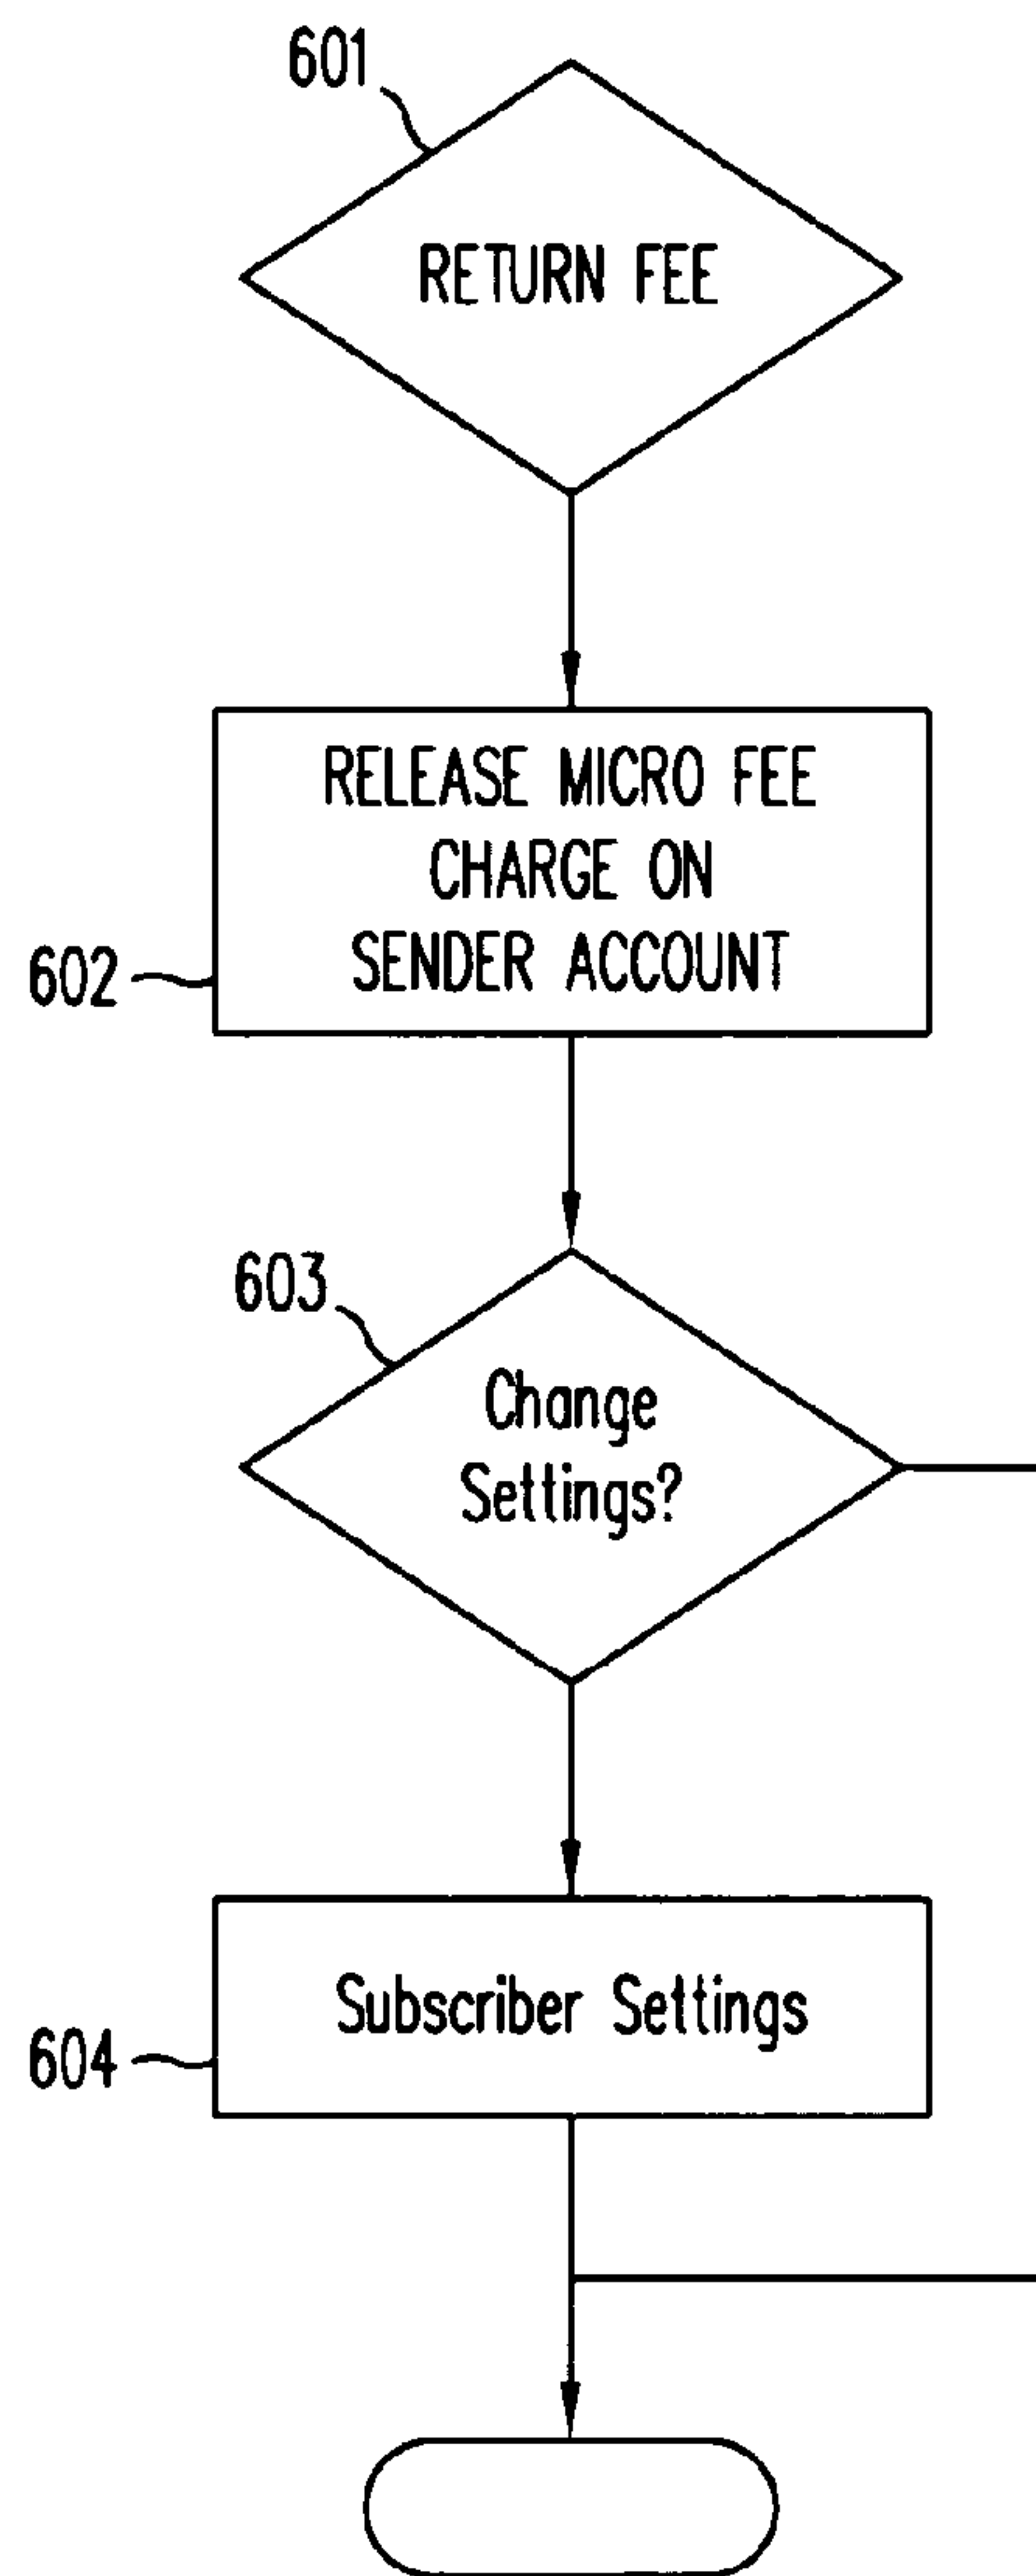 601
RETURN FEE
RELEASE MICRO FEE
CHARGE ON
SENDER ACCOUNT
602
603
Change
Settings?
Subscriber Settings
604